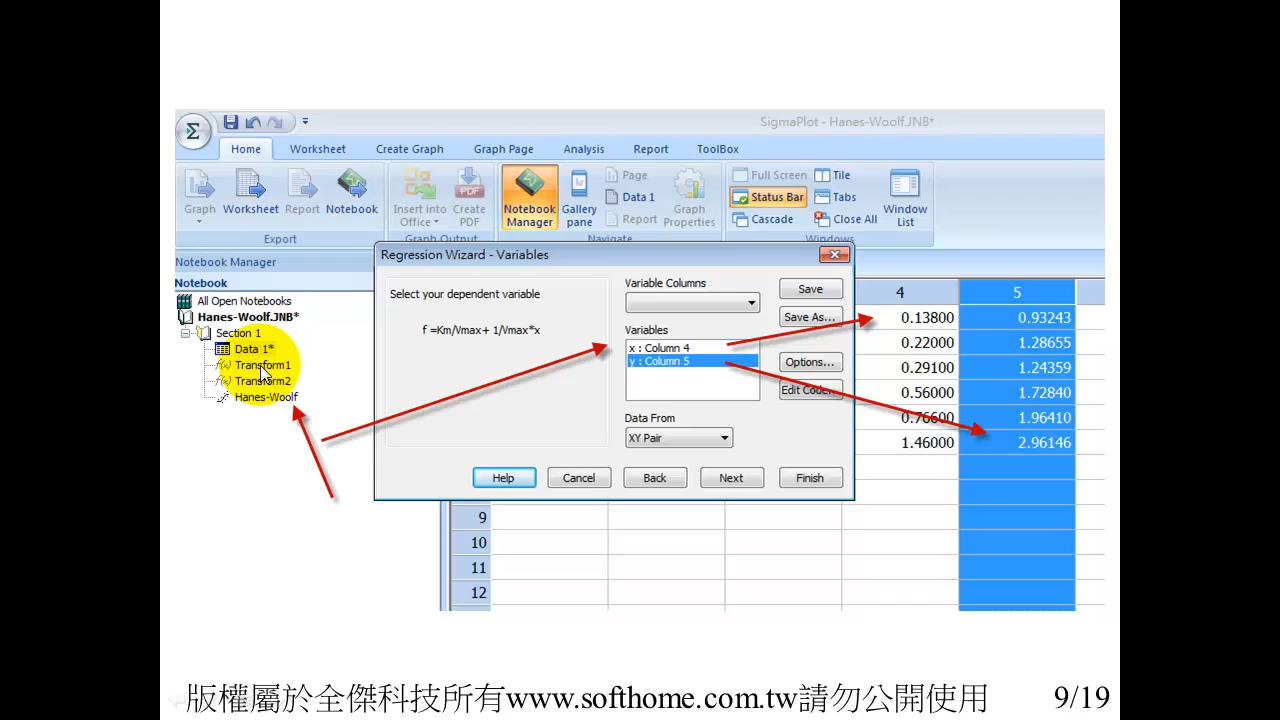 SigmaPlot - Hanes-Woolf.JNB*
Home Worksheet Create Graph Graph Page Analysis Report ToolBox
Graph Worksheet Report Notebook
Export
Insert into Office
Create PDF
Graph Output
Notebook Manager
Gallery pane
Page
Data 1
Report
Graph Properties
Navigate
Full Screen Tile
Status Bar Tabs
Cascade Close All
Window List
Windows
Notebook Manager
Notebook
All Open Notebooks
Hanes-Woolf.JNB*
Section 1
Data 1*
Transform1
Transform2
Hanes-Woolf
Regression Wizard - Variables
Select your dependent variable
f =Km/Vmax+ 1/Vmax*x
Variable Columns
Variables
x : Column 4
y : Column 5
Data From
XY Pair
Save
Save As...
Options...
Edit Code...
Help Cancel Back Next Finish
4 5
0.13800 0.93243
0.22000 1.28655
0.29100 1.24359
0.56000 1.72840
0.76600 1.96410
1.46000 2.96146
9
10
11
12
版權屬於全傑科技所有www.softhome.com.tw請勿公開使用 9/19